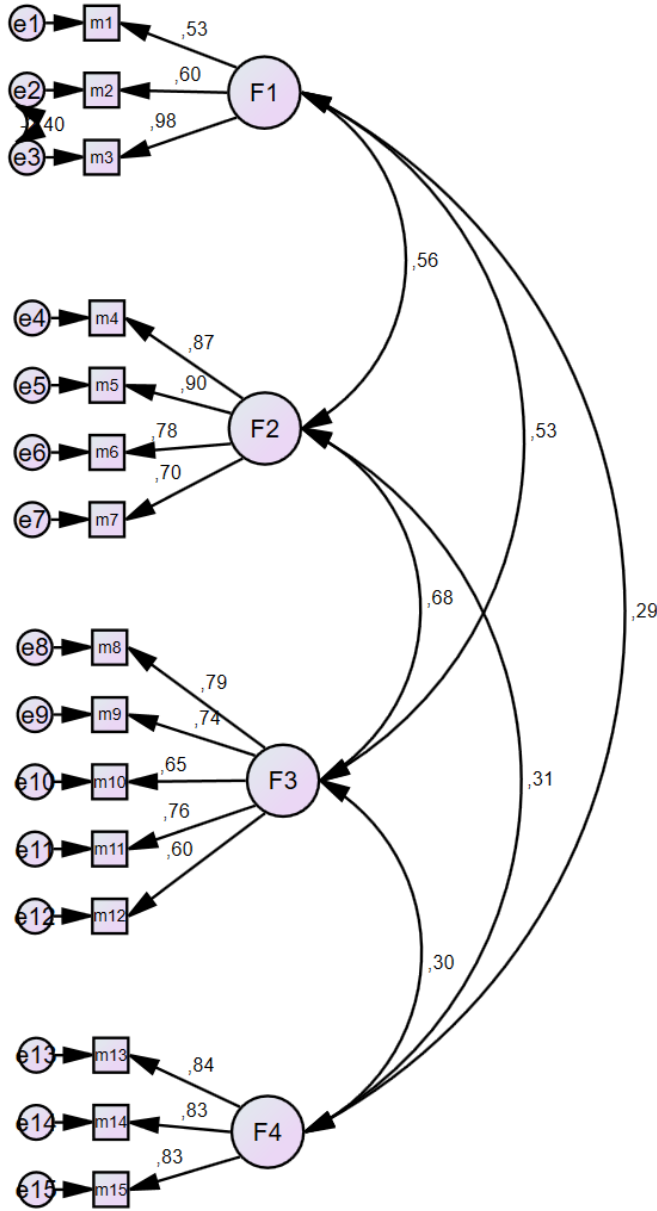 e1 m1 ,53
e2 m2 ,60 F1
-,40
e3 m3 ,98
,56
e4 m4 ,87
e5 m5 ,90
F2
e6 m6 ,78
e7 m7 ,70
,53
,68
,29
e8 m8 ,79
e9 m9 ,74
e10 m10 ,65 F3
,31
e11 m11 ,76
e12 m12 ,60
,30
e13 m13 ,84
e14 m14 ,83 F4
e15 m15 ,83